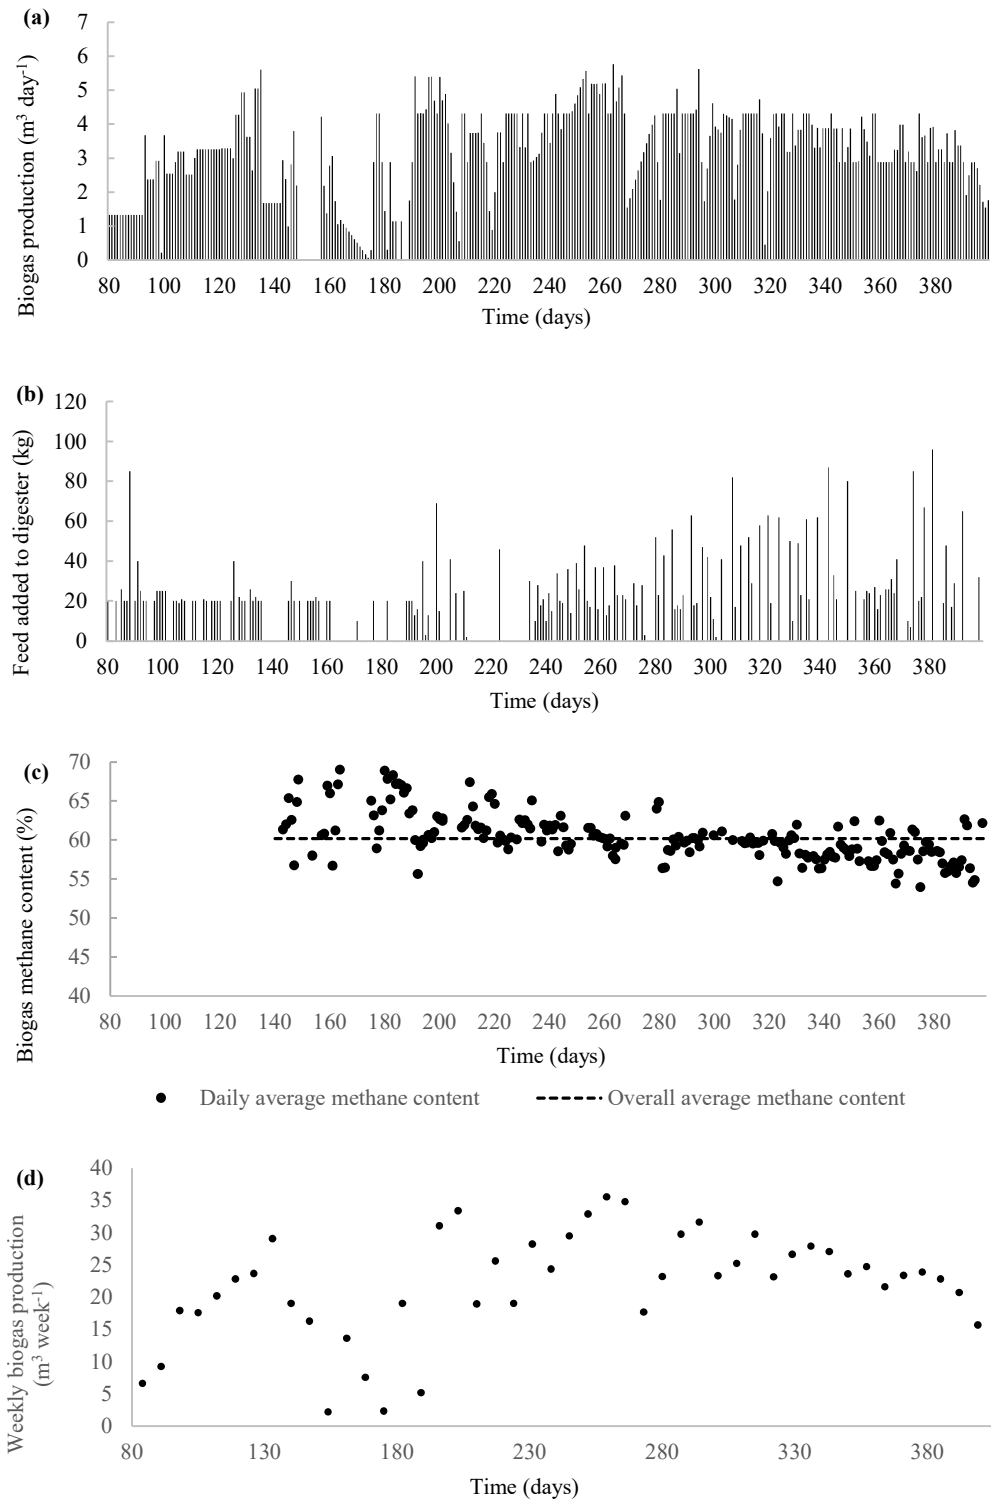 (a)
Biogas production (m³ day⁻¹)
7
6
5
4
3
2
1
0
80 100 120 140 160 180 200 220 240 260 280 300 320 340 360 380
Time (days)
(b)
Feed added to digester (kg)
120
100
80
60
40
20
0
80 100 120 140 160 180 200 220 240 260 280 300 320 340 360 380
Time (days)
(c)
Biogas methane content (%)
70
65
60
55
50
45
40
80 100 120 140 160 180 200 220 240 260 280 300 320 340 360 380
Time (days)
Daily average methane content
Overall average methane content
(d)
Weekly biogas production
(m³ week⁻¹)
40
35
30
25
20
15
10
5
0
80 130 180 230 280 330 380
Time (days)